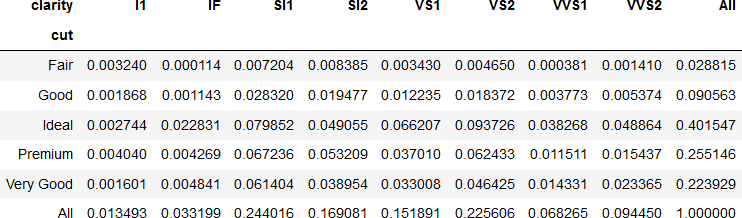 clarity I1 IF SI1 SI2 VS1 VS2 VVS1 VVS2 All
cut
Fair 0.003240 0.000114 0.007204 0.008385 0.003430 0.004650 0.000381 0.001410 0.028815
Good 0.001868 0.001143 0.028320 0.019477 0.012235 0.018372 0.003773 0.005374 0.090563
Ideal 0.002744 0.022831 0.079852 0.049055 0.066207 0.093726 0.038268 0.048864 0.401547
Premium 0.004040 0.004269 0.067236 0.053209 0.037010 0.062433 0.011511 0.015437 0.255146
Very Good 0.001601 0.004841 0.061404 0.038954 0.033008 0.046425 0.014331 0.023365 0.223929
All 0.013493 0.033199 0.244016 0.169081 0.151891 0.225606 0.068265 0.094450 1.000000